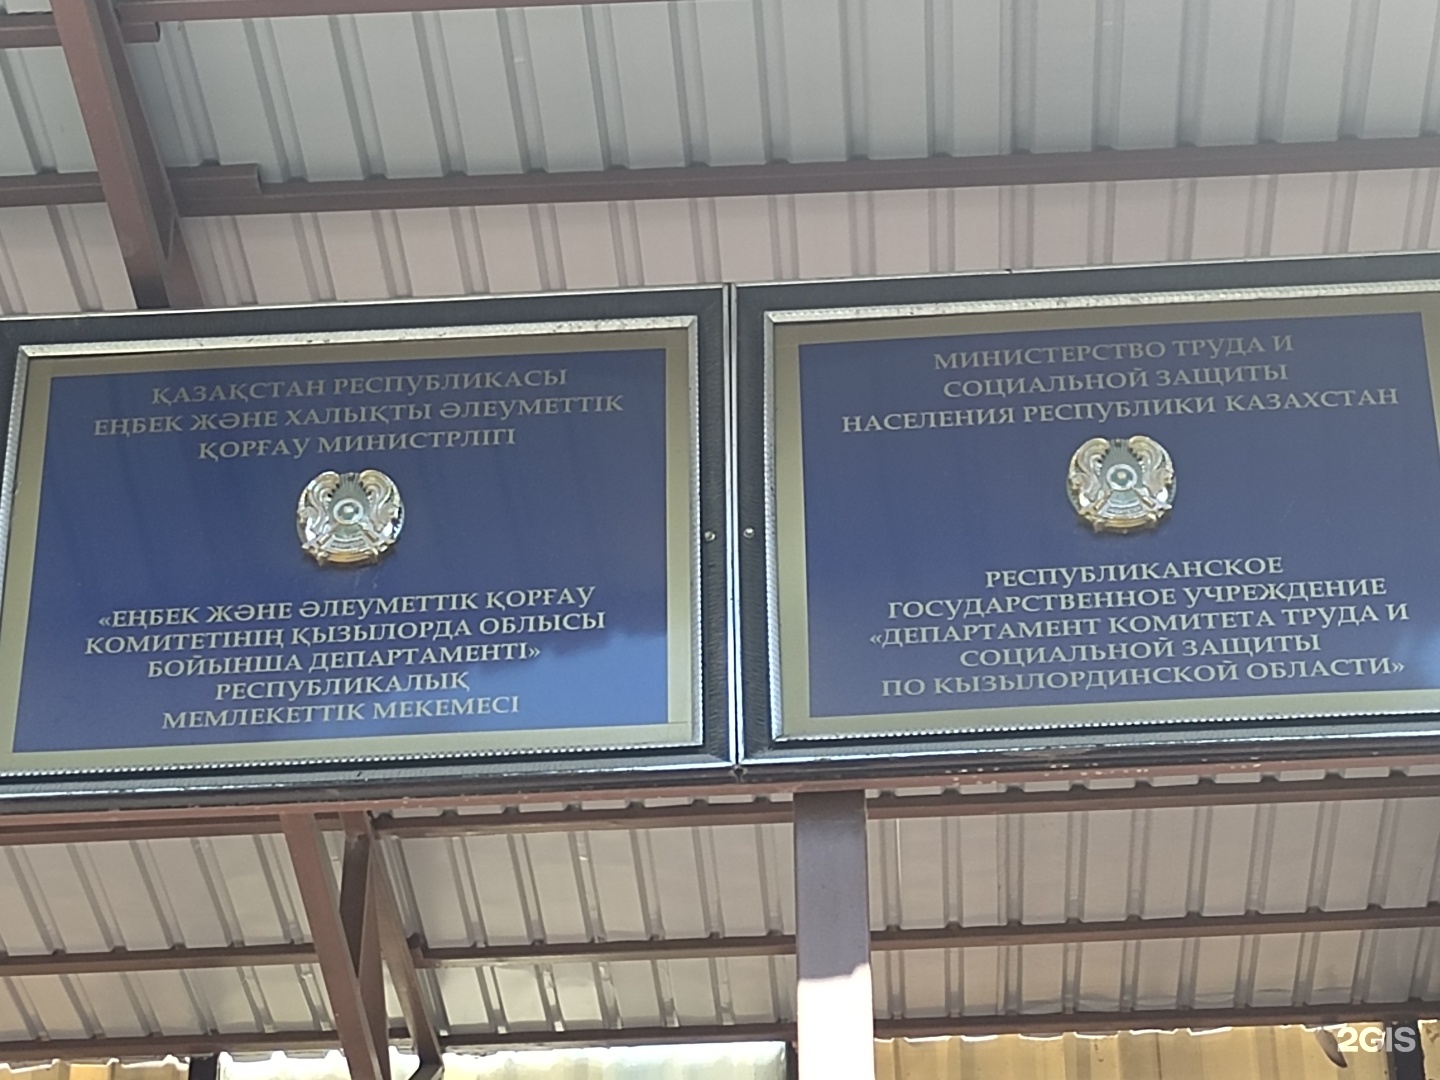 ҚАЗАҚСТАН РЕСПУБЛИКАСЫ
ЕҢБЕК ЖӘНЕ ХАЛЫҚТЫ ӘЛЕУМЕТТІК
ҚОРҒАУ МИНИСТРЛІГІ
«ЕҢБЕК ЖӘНЕ ӘЛЕУМЕТТІК ҚОРҒАУ
КОМИТЕТІНІҢ ҚЫЗЫЛОРДА ОБЛЫСЫ
БОЙЫНША ДЕПАРТАМЕНТІ»
РЕСПУБЛИКАЛЫҚ
МЕМЛЕКЕТТІК МЕКЕМЕСІ
МИНИСТЕРСТВО ТРУДА И
СОЦИАЛЬНОЙ ЗАЩИТЫ
НАСЕЛЕНИЯ РЕСПУБЛИКИ КАЗАХСТАН
РЕСПУБЛИКАНСКОЕ
ГОСУДАРСТВЕННОЕ УЧРЕЖДЕНИЕ
«ДЕПАРТАМЕНТ КОМИТЕТА ТРУДА И
СОЦИАЛЬНОЙ ЗАЩИТЫ
ПО КЫЗЫЛОРДИНСКОЙ ОБЛАСТИ»
2GIS